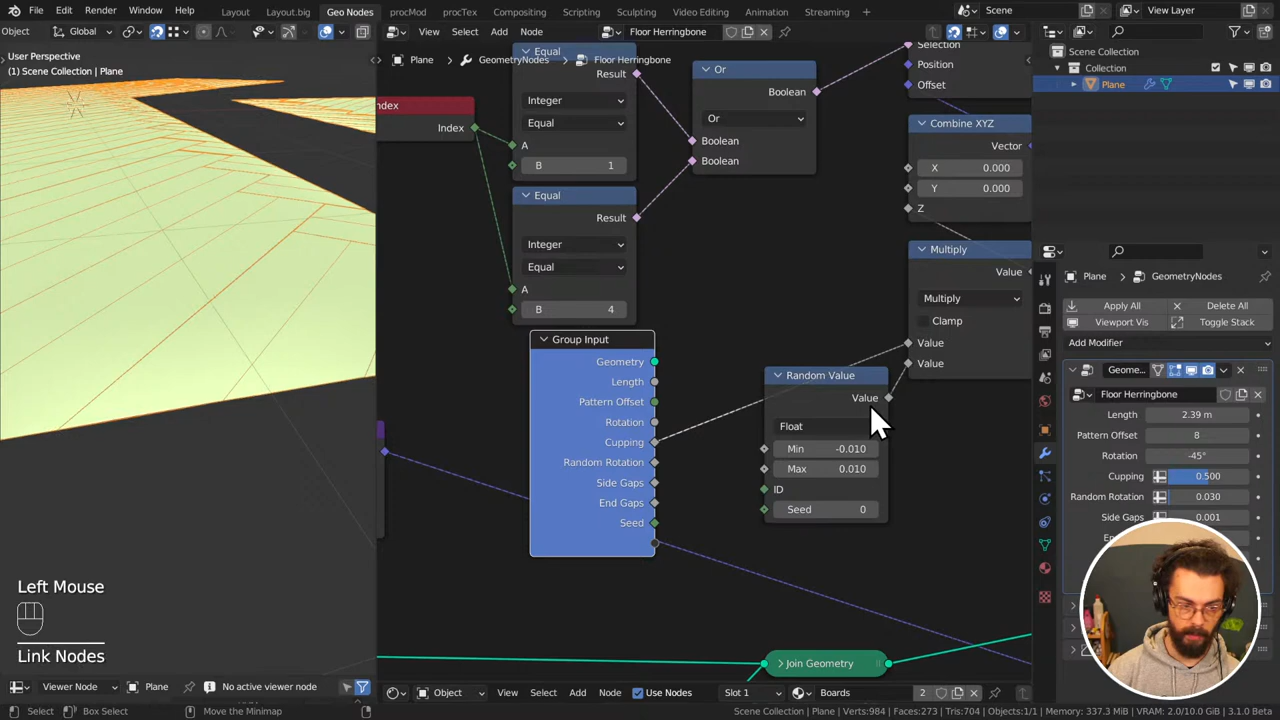 File Edit Render Window Help Layout Layout.big Geo Nodes procMod procTex Compositing Scripting Sculpting Video Editing Animation Streaming Scene View Layer
Object Global View Select Add Node Floor Herringbone
User Perspective
(1) Scene Collection | Plane
Plane > GeometryNodes > Floor Herringbone
Scene Collection
Collection
Plane
ndex
Index
Equal
Result
Integer
Equal
A
B 1
Equal
Result
Integer
Equal
A
B 4
Or
Boolean
Or
Boolean
Boolean
Selection
Position
Offset
Combine XYZ
Vector
X 0.000
Y 0.000
Z
Multiply
Value
Multiply
Clamp
Value
Value
Group Input
Geometry
Length
Pattern Offset
Rotation
Cupping
Random Rotation
Side Gaps
End Gaps
Seed
Random Value
Value
Float
Min -0.010
Max 0.010
ID
Seed 0
Join Geometry
Plane > GeometryNodes
Apply All Delete All
Viewport Vis Toggle Stack
Add Modifier
Geome...
Floor Herringbone
Length 2.39 m
Pattern Offset 8
Rotation -45°
Cupping 0.500
Random Rotation 0.030
Side Gaps 0.001
Left Mouse
Link Nodes
Viewer Node Plane No active viewer node
Object View Select Add Node Use Nodes Slot 1 Boards 2
Select Box Select Move the Minimap Scene Collection | Plane | Verts:984 | Faces:273 | Tris:704 | Objects:1/1 | Memory: 337.3 MiB | VRAM: 2.0/10.0 GiB | 3.1.0 Beta